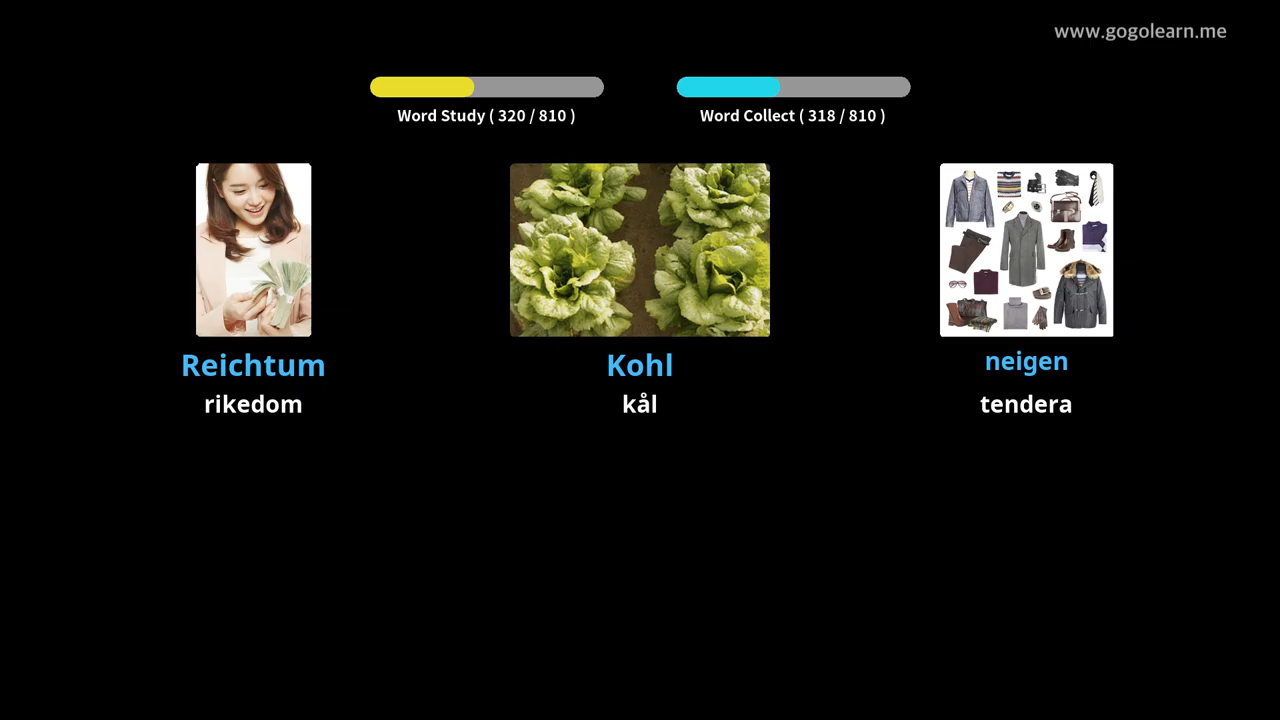 www.gogolearn.me
Word Study ( 320 / 810 )
Word Collect ( 318 / 810 )
Reichtum
rikedom
Kohl
kål
neigen
tendera